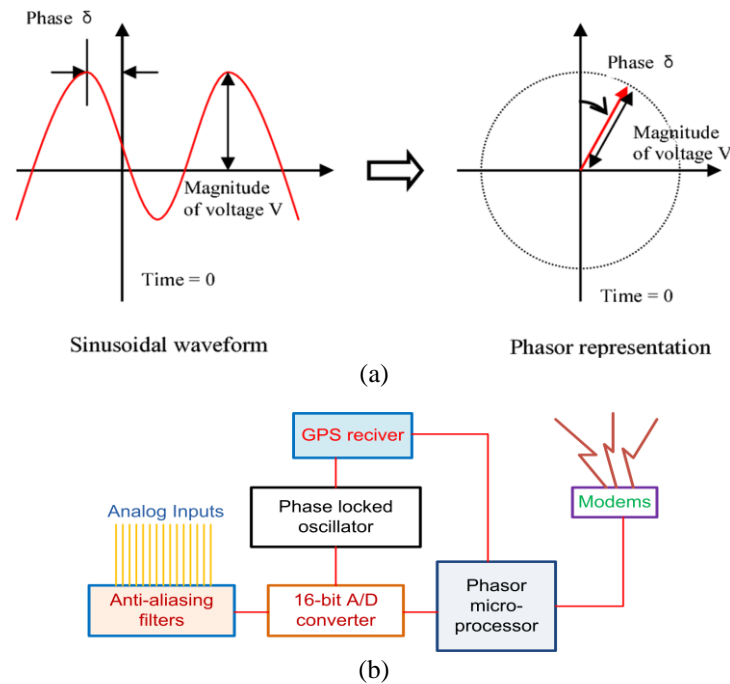 Phase δ
Magnitude
of voltage V
Time = 0
Sinusoidal waveform
Phase δ
Magnitude
of voltage V
Time = 0
Phasor representation
(a)
GPS reciver
Analog Inputs
Phase locked
oscillator
Modems
Anti-aliasing
filters
16-bit A/D
converter
Phasor
micro-
processor
(b)